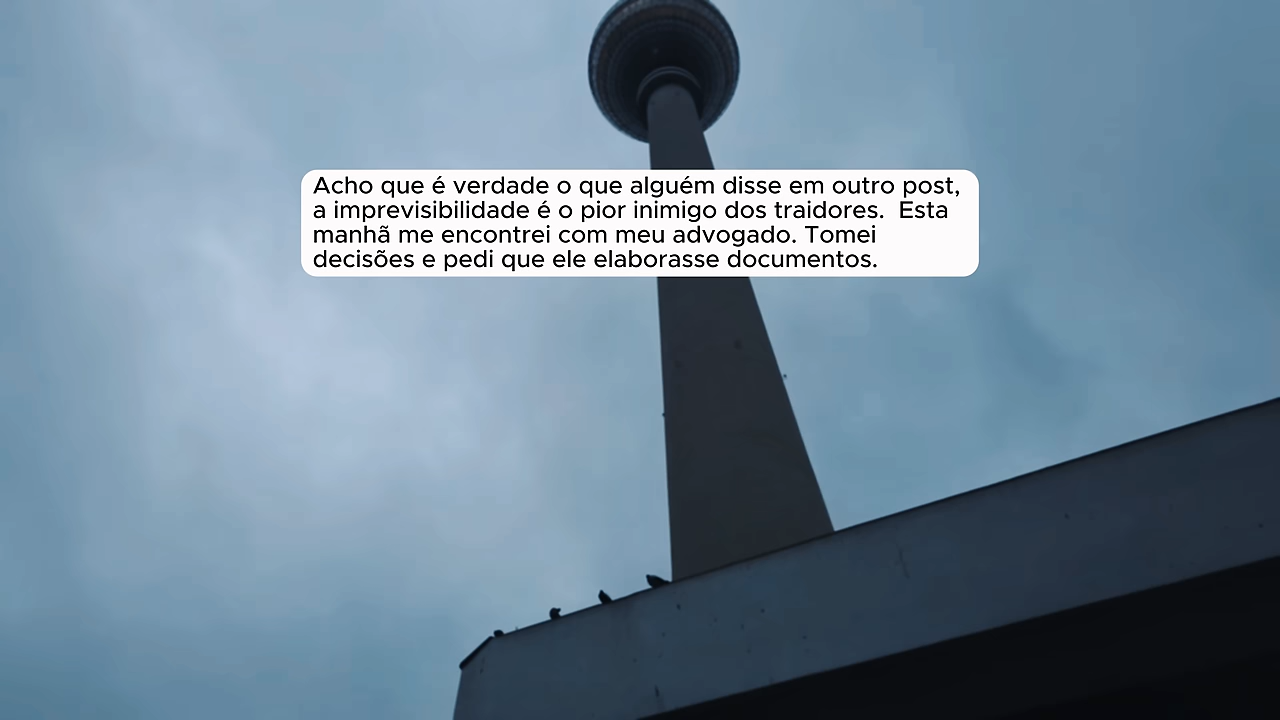 Acho que é verdade o que alguém disse em outro post,
a imprevisibilidade é o pior inimigo dos traidores.  Esta
manhã me encontrei com meu advogado. Tomei
decisões e pedi que ele elaborasse documentos.